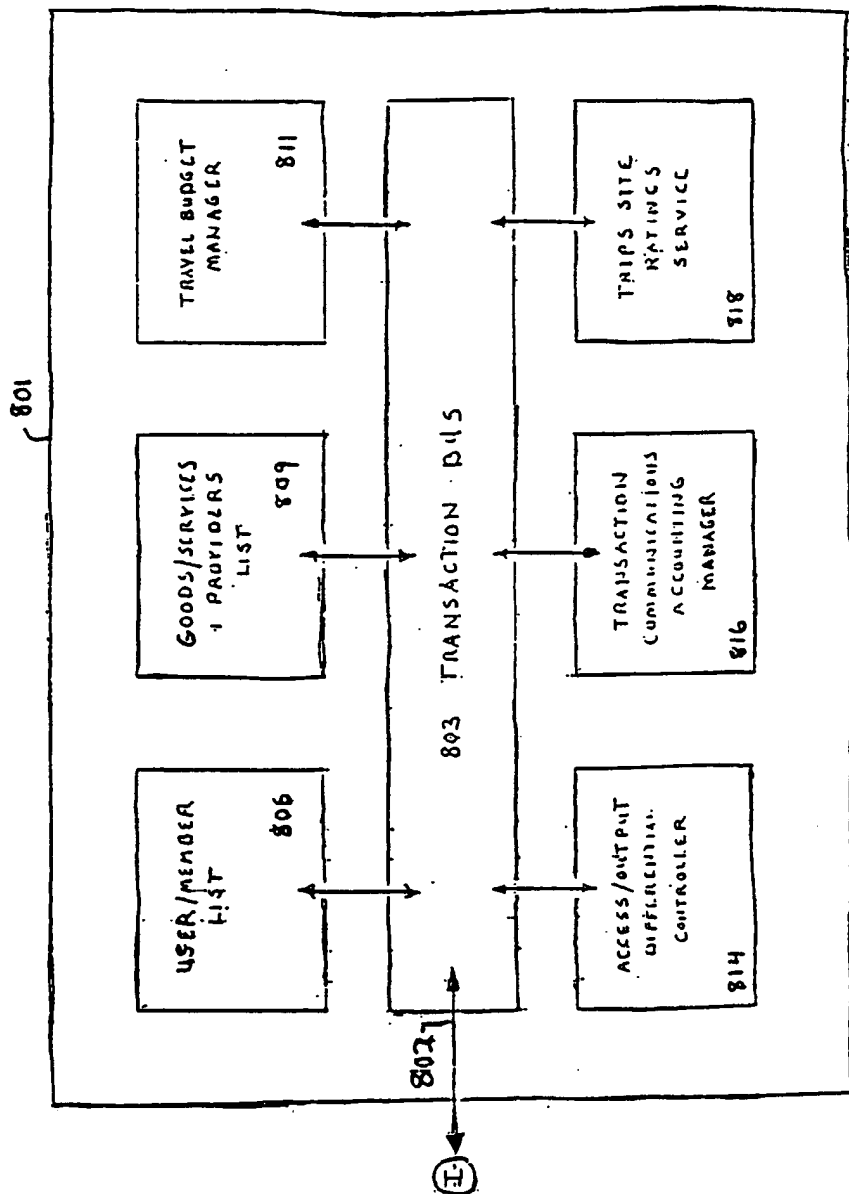 801
USER/MEMBER
LIST
806
GOODS/SERVICES
+ PROVIDERS
LIST
809
TRAVEL BUDGET
MANAGER
811
I
802
803 TRANSACTION BUS
ACCESS/OUTPUT
DIFFERENTIAL
CONTROLLER
814
TRANSACTION
COMMUNICATIONS
ACCOUNTING
MANAGER
816
TRIPS SITE
RATINGS
SERVICE
818